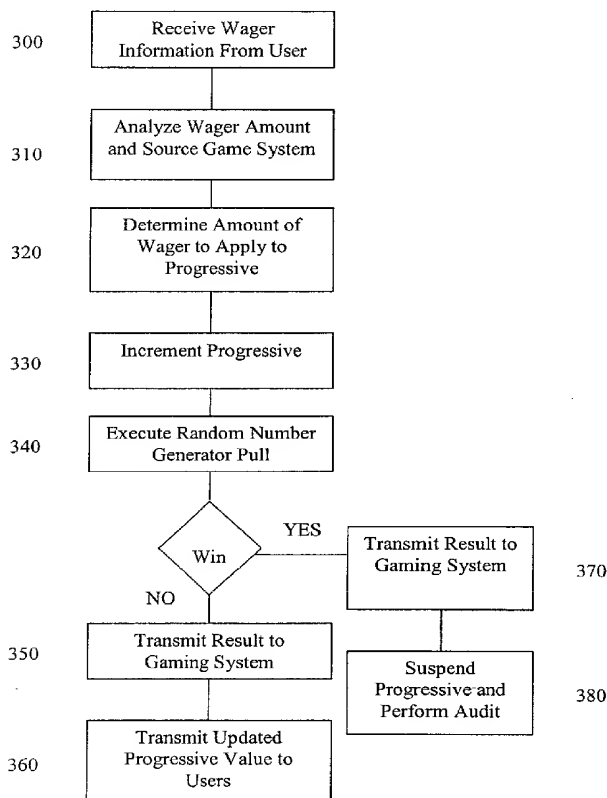 300
Receive Wager
Information From User
310
Analyze Wager Amount
and Source Game System
320
Determine Amount of
Wager to Apply to
Progressive
330
Increment Progressive
340
Execute Random Number
Generator Pull
Win
YES
NO
Transmit Result to
Gaming System
370
350
Transmit Result to
Gaming System
Suspend
Progressive and
Perform Audit
380
360
Transmit Updated
Progressive Value to
Users